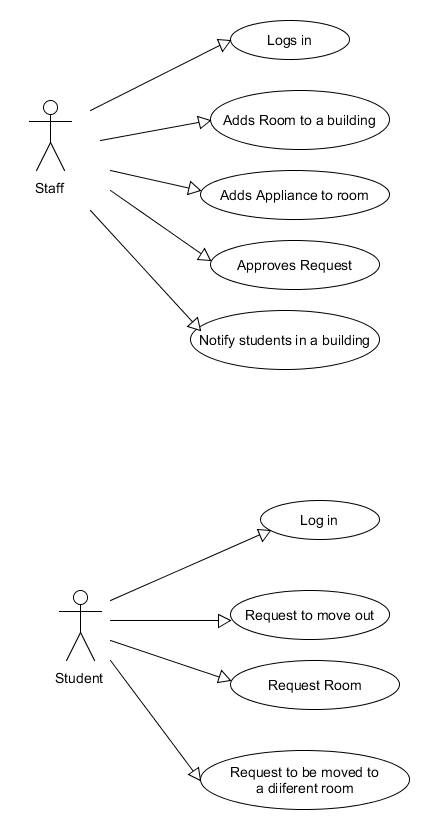 Logs in
Adds Room to a building
Staff
Adds Appliance to room
Approves Request
Notify students in a building
Log in
Request to move out
Student
Request Room
Request to be moved to
a diiferent room